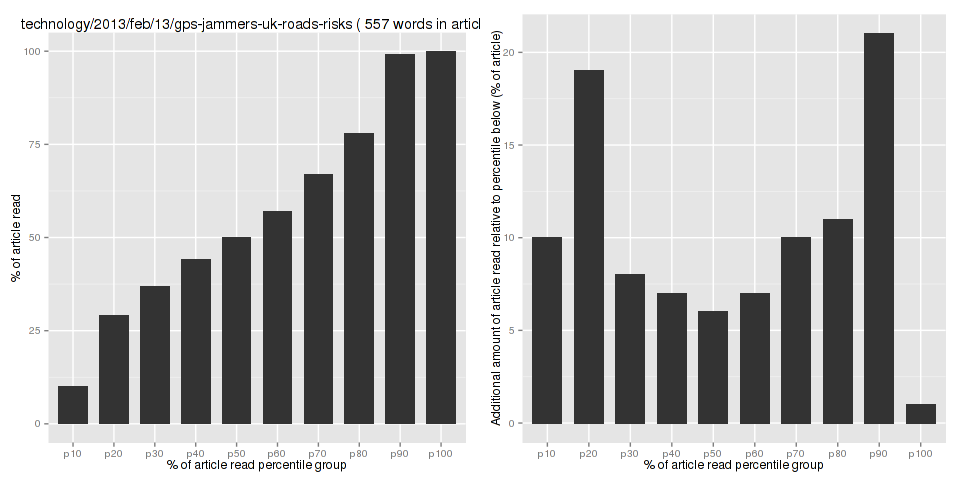 technology/2013/feb/13/gps-jammers-uk-roads-risks ( 557 words in articl
% of article read
100
75
50
25
0
p10 p20 p30 p40 p50 p60 p70 p80 p90 p100
% of article read percentile group
Additional amount of article read relative to percentile below (% of article)
20
15
10
5
0
p10 p20 p30 p40 p50 p60 p70 p80 p90 p100
% of article read percentile group